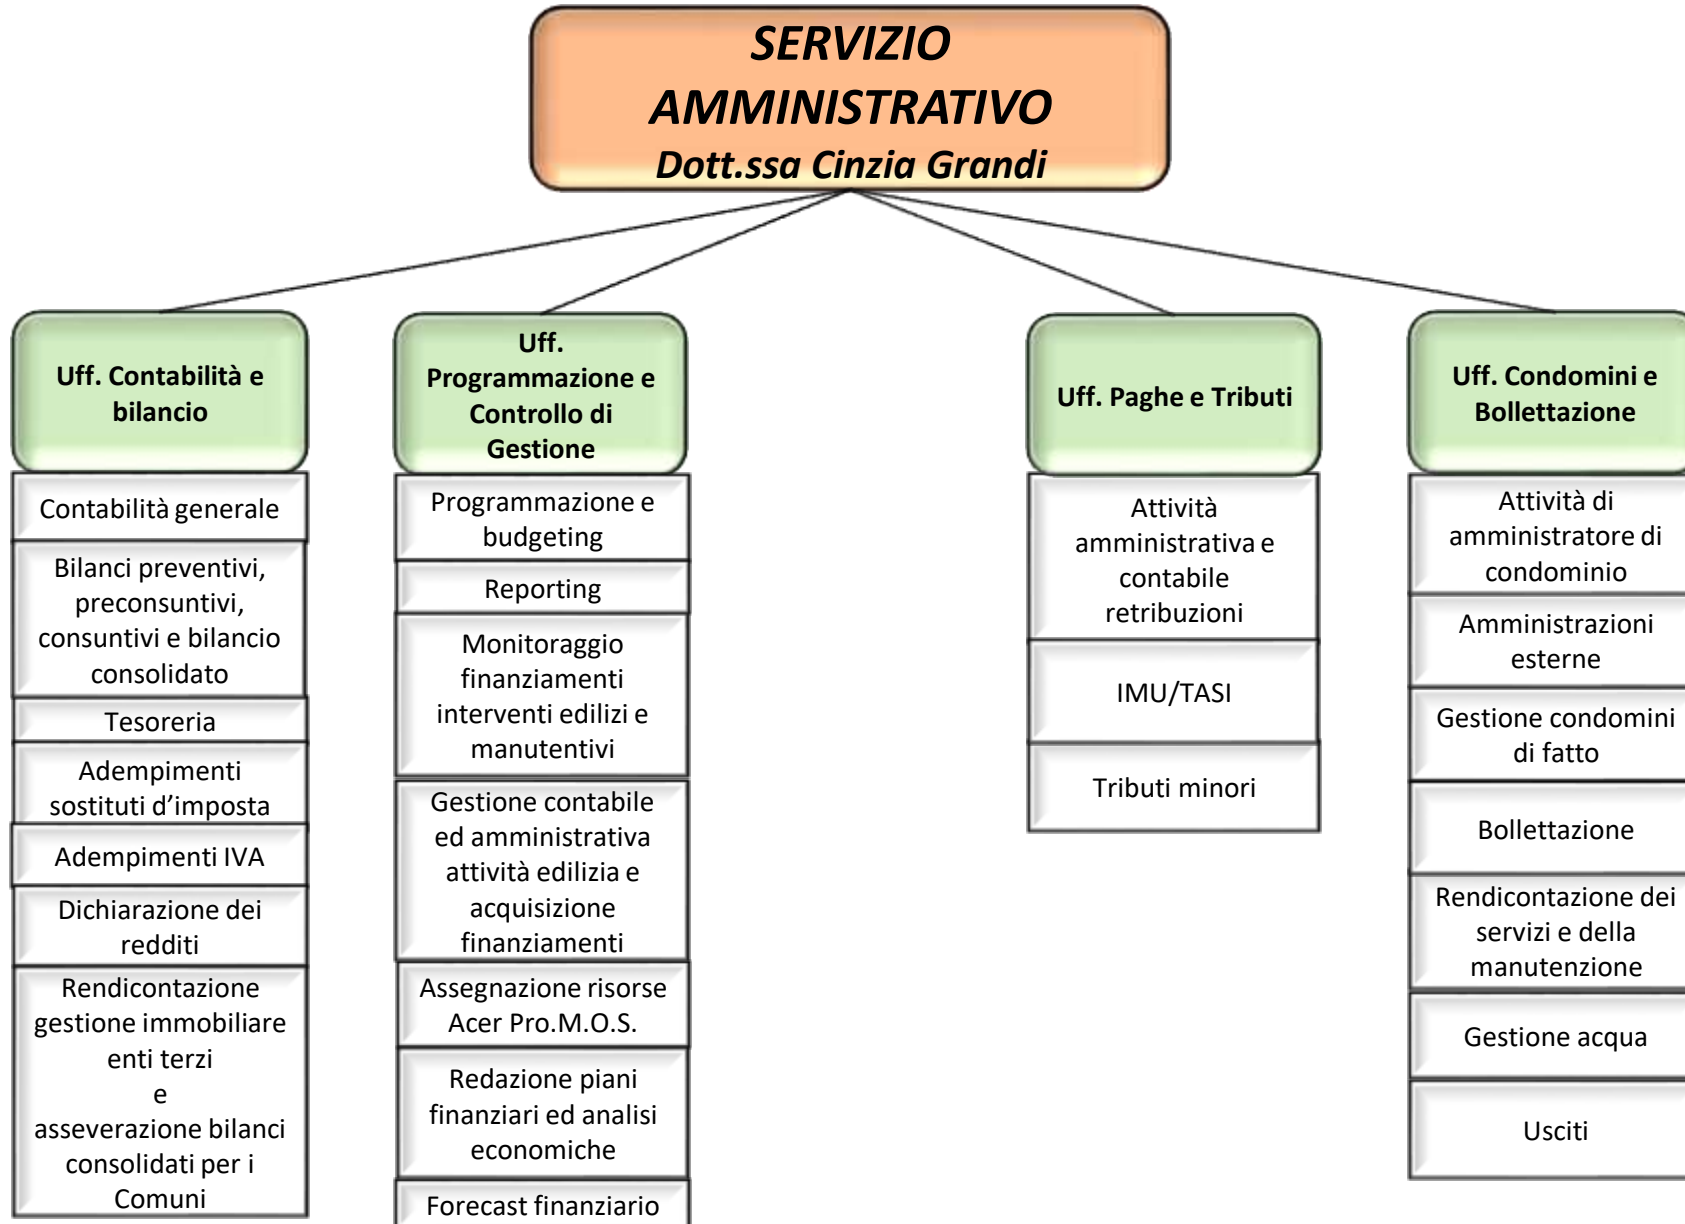 SERVIZIO
AMMINISTRATIVO
Dott.ssa Cinzia Grandi
Uff. Contabilità e
bilancio
Contabilità generale
Bilanci preventivi,
preconsuntivi,
consuntivi e bilancio
consolidato
Tesoreria
Adempimenti
sostituti d’imposta
Adempimenti IVA
Dichiarazione dei
redditi
Rendicontazione
gestione immobiliare
enti terzi
e
asseverazione bilanci
consolidati per i
Comuni
Uff.
Programmazione e
Controllo di
Gestione
Programmazione e
budgeting
Reporting
Monitoraggio
finanziamenti
interventi edilizi e
manutentivi
Gestione contabile
ed amministrativa
attività edilizia e
acquisizione
finanziamenti
Assegnazione risorse
Acer Pro.M.O.S.
Redazione piani
finanziari ed analisi
economiche
Forecast finanziario
Uff. Paghe e Tributi
Attività
amministrativa e
contabile
retribuzioni
IMU/TASI
Tributi minori
Uff. Condomini e
Bollettazione
Attività di
amministratore di
condominio
Amministrazioni
esterne
Gestione condomini
di fatto
Bollettazione
Rendicontazione dei
servizi e della
manutenzione
Gestione acqua
Usciti